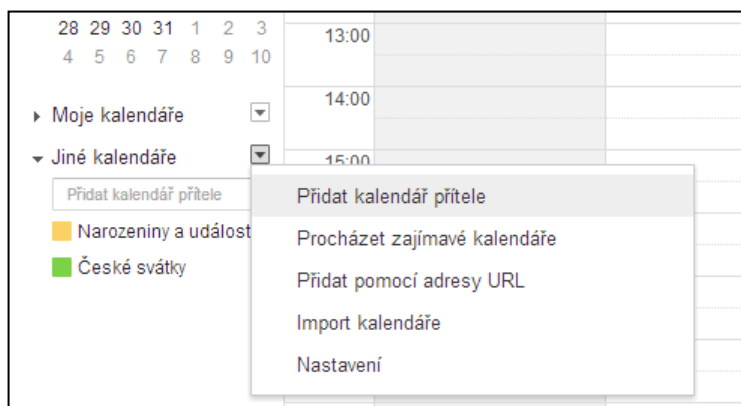 28 29 30 31 1 2 3
4 5 6 7 8 9 10
Moje kalendáře
Jiné kalendáře
Přidat kalendář přítele
Narozeniny a událost
České svátky
13:00
14:00
15:00
Přidat kalendář přítele
Procházet zajímavé kalendáře
Přidat pomocí adresy URL
Import kalendáře
Nastavení